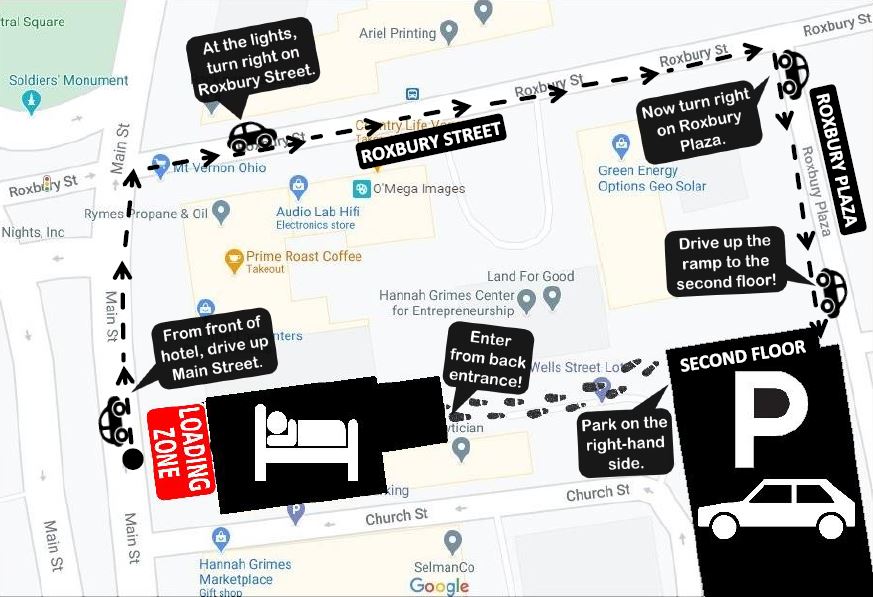 tral Square
Ariel Printing
Roxbury St
At the lights,
turn right on
Roxbury Street.
Soldiers' Monument
Roxbury St
Roxbury St
Main St
Now turn right
on Roxbury
Plaza.
ROXBURY PLAZA
Roxbury Plaza
Country Life Ve
Take
ROXBURY STREET
Roxbury St
Mt Vernon Ohio
Roxbury St
Green Energy
Options Geo Solar
O'Mega Images
Audio Lab Hifi
Electronics store
Rymes Propane & Oil
Nights, Inc
Prime Roast Coffee
Takeout
Drive up the
ramp to the
second floor!
Land For Good
Hannah Grimes Center
for Entrepreneurship
Main St
From front of
hotel, drive up
Main Street.
nters
Enter
from back
entrance!
Wells Street Lot
SECOND FLOOR
P
LOADING
ZONE
Park on the
right-hand
side.
tician
king
Church St
Church St
Main St
Main St
Hannah Grimes
Marketplace
Gift shop
SelmanCo
Google